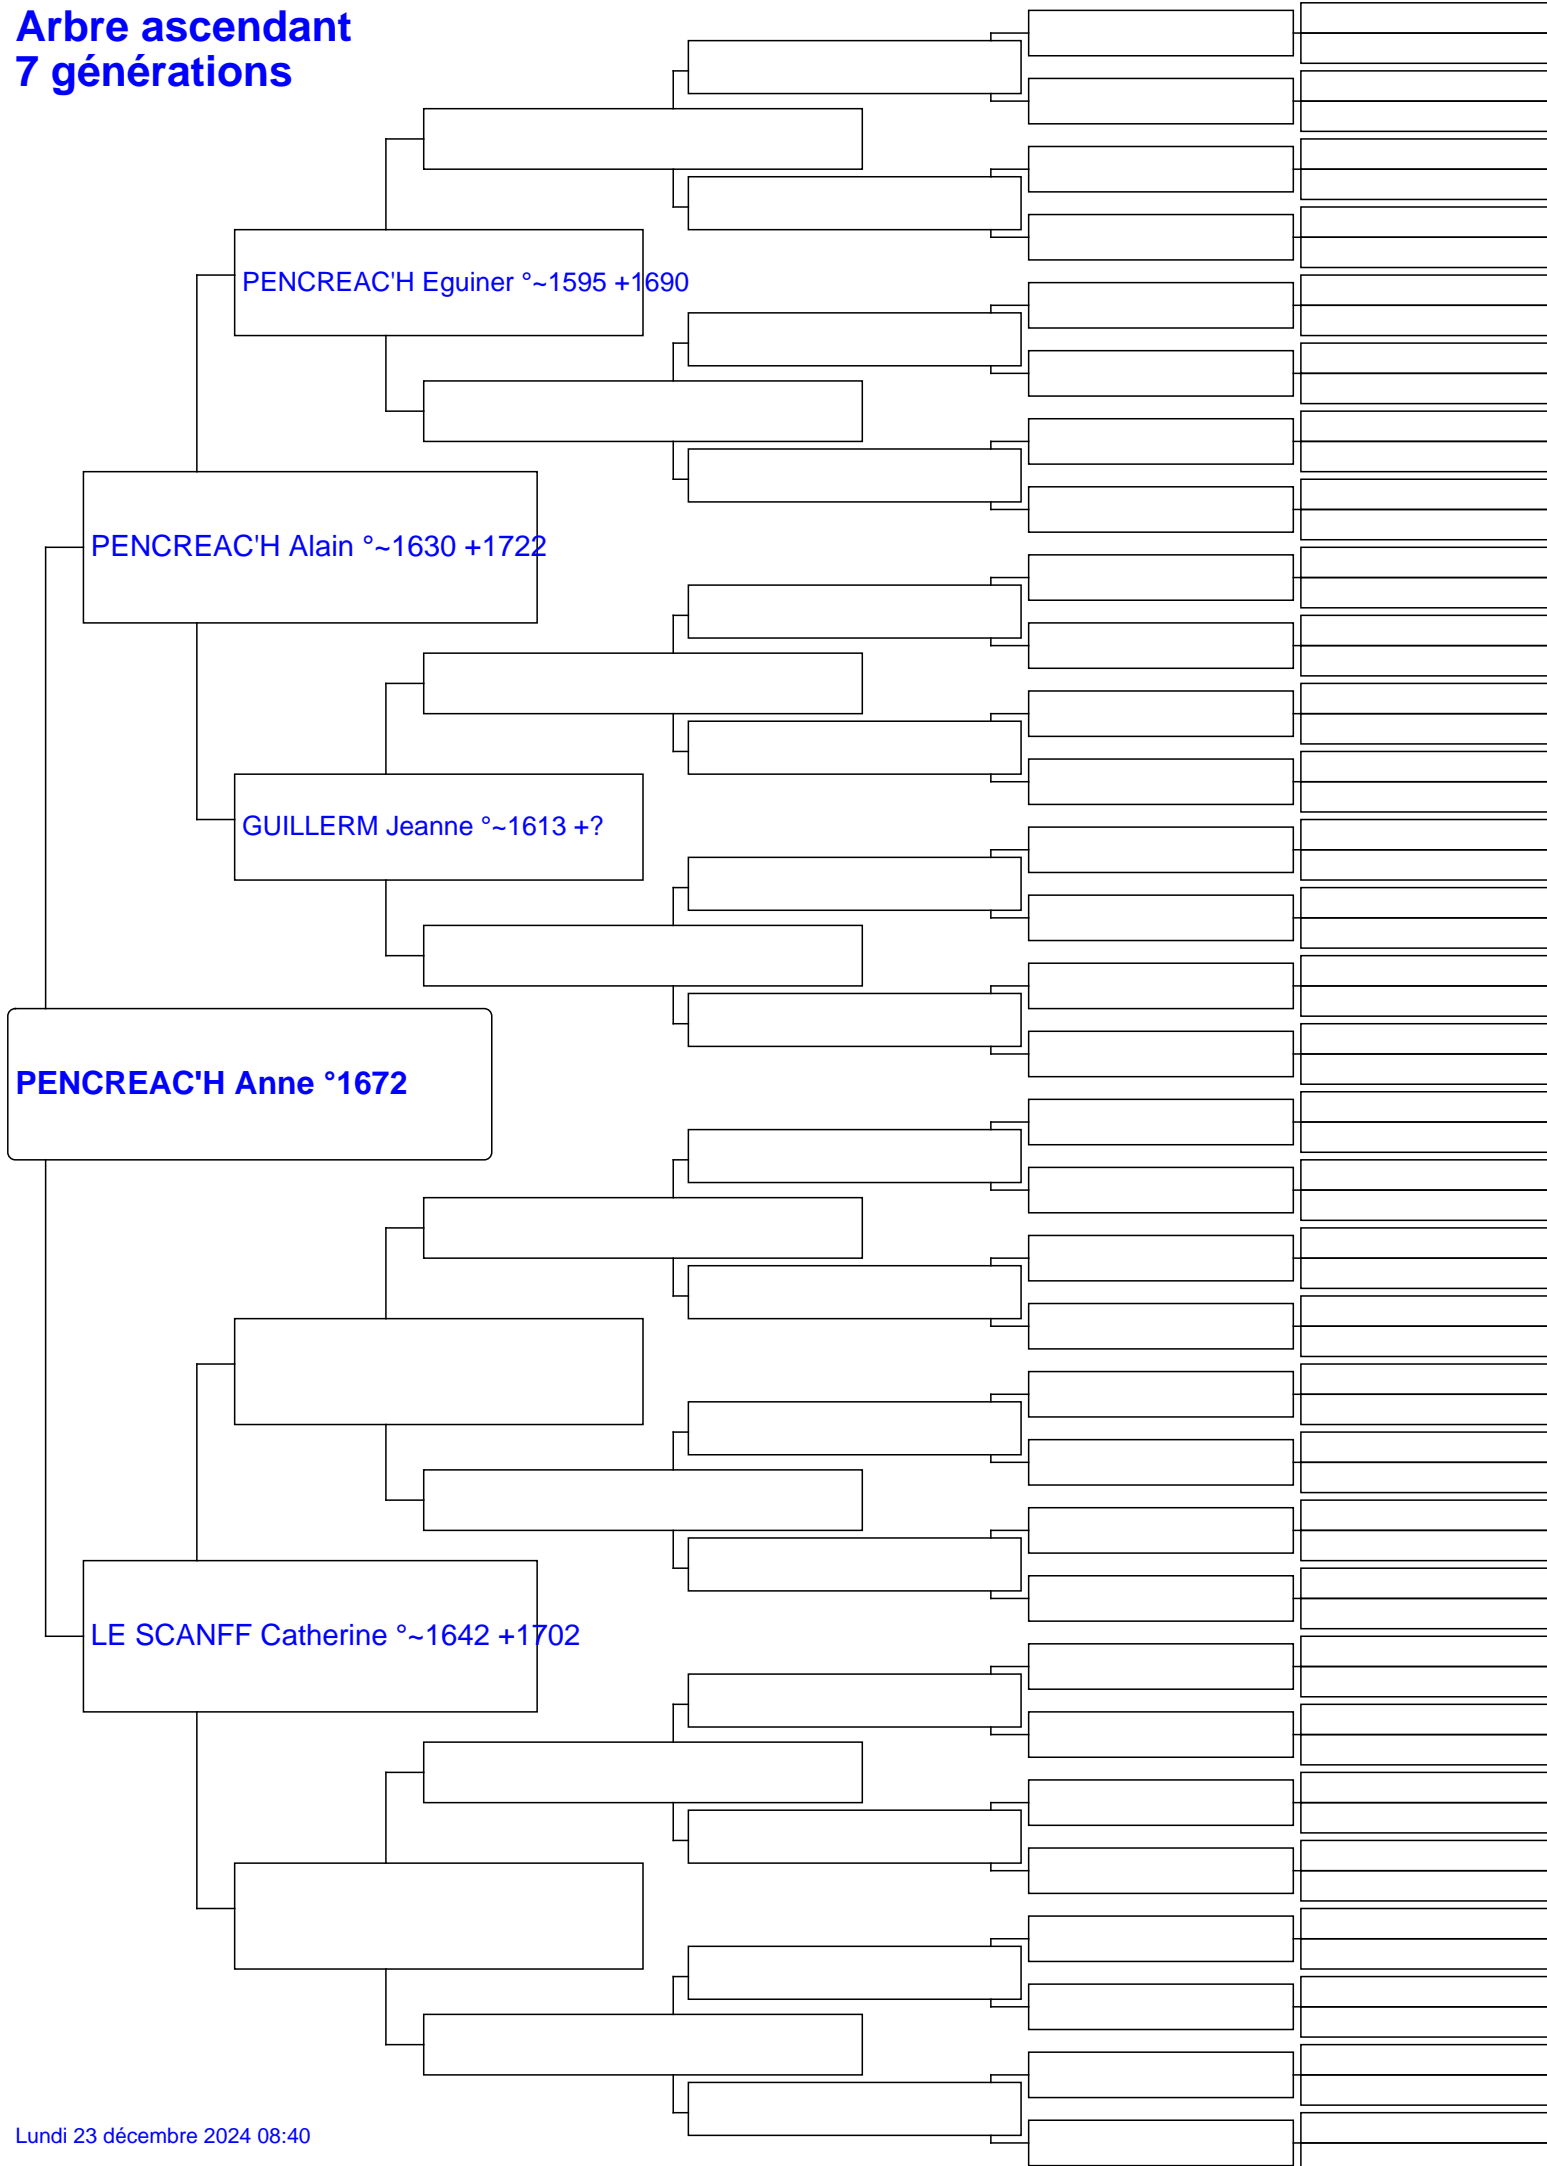 Arbre ascendant
7 générations
PENCREAC'H Eguiner °~1595 +1690
PENCREAC'H Alain °~1630 +1722
GUILLERM Jeanne °~1613 +?
PENCREAC'H Anne °1672
LE SCANFF Catherine °~1642 +1702
Lundi 23 décembre 2024 08:40